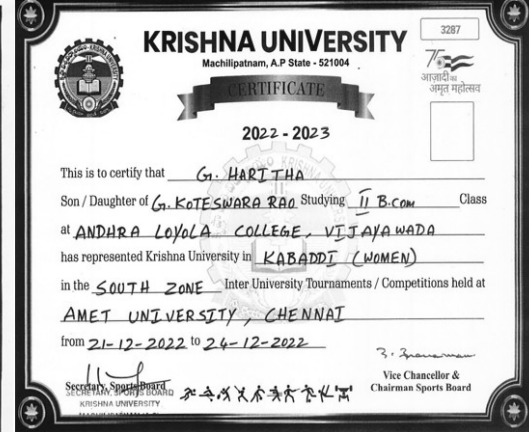 3287
KRISHNA UNIVERSITY
Machilipatnam, A.P State - 521004
75
आज़ादी का
अमृत महोत्सव
CERTIFICATE
2022 - 2023
This is to certify that G. HARITHA
Son / Daughter of G. KOTESWARA RAO Studying II B.com Class
at ANDHRA LOYOLA COLLEGE, VIJAYAWADA
has represented Krishna University in KABADDI (WOMEN)
in the SOUTH ZONE Inter University Tournaments / Competitions held at
AMET UNIVERSITY, CHENNAI
from 21-12-2022 to 24-12-2022
Secretary, Sports Board
SECRETARY, SPORTS BOARD
KRISHNA UNIVERSITY
Vice Chancellor &
Chairman Sports Board